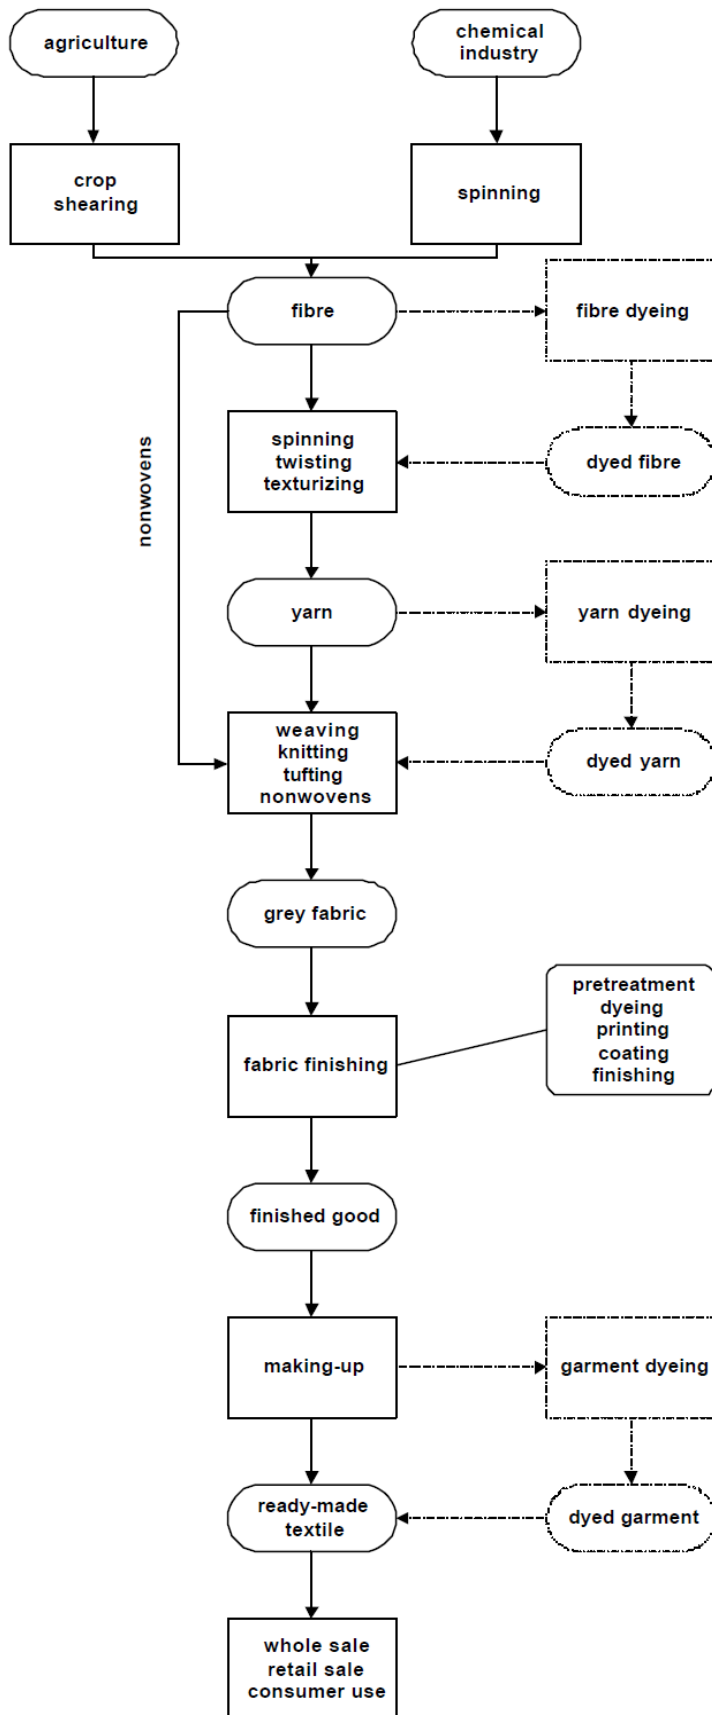 agriculture
chemical
industry
crop
shearing
spinning
fibre
fibre dyeing
nonwovens
spinning
twisting
texturizing
dyed fibre
yarn
yarn dyeing
weaving
knitting
tufting
nonwovens
dyed yarn
grey fabric
fabric finishing
pretreatment
dyeing
printing
coating
finishing
finished good
making-up
garment dyeing
ready-made
textile
dyed garment
whole sale
retail sale
consumer use